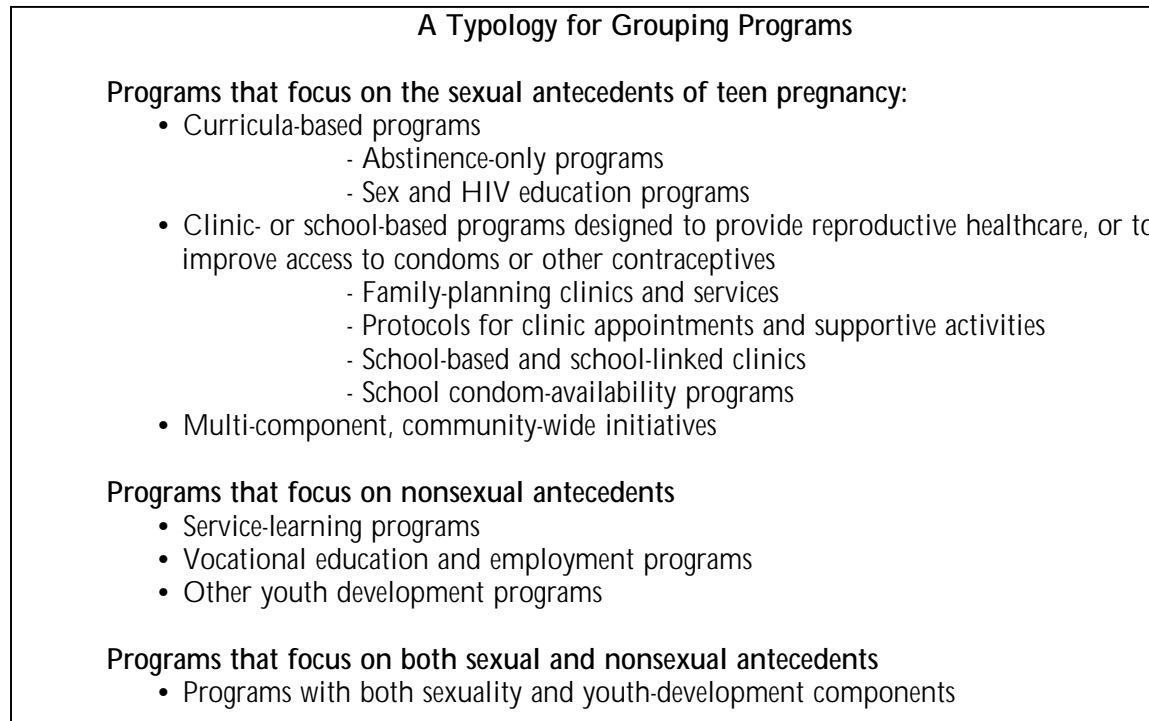 A Typology for Grouping Programs
Programs that focus on the sexual antecedents of teen pregnancy:
• Curricula-based programs
- Abstinence-only programs
- Sex and HIV education programs
• Clinic- or school-based programs designed to provide reproductive healthcare, or to
improve access to condoms or other contraceptives
- Family-planning clinics and services
- Protocols for clinic appointments and supportive activities
- School-based and school-linked clinics
- School condom-availability programs
• Multi-component, community-wide initiatives
Programs that focus on nonsexual antecedents
• Service-learning programs
• Vocational education and employment programs
• Other youth development programs
Programs that focus on both sexual and nonsexual antecedents
• Programs with both sexuality and youth-development components